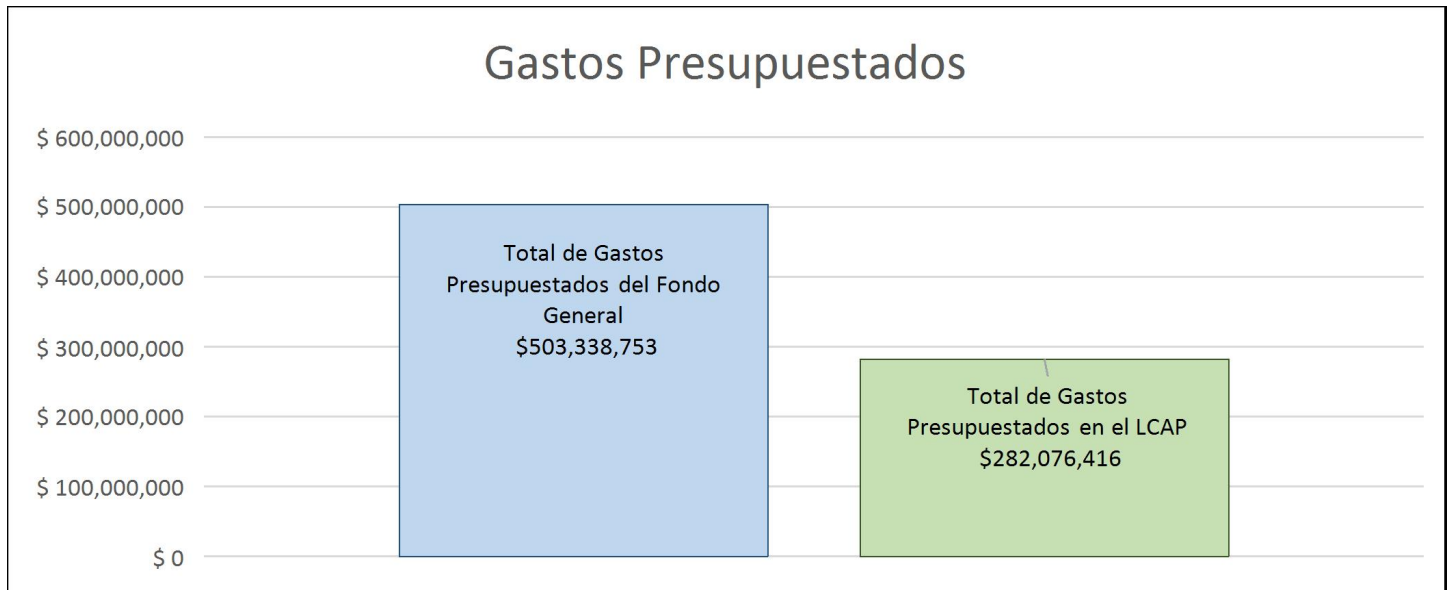 Gastos Presupuestados
$ 600,000,000
$ 500,000,000
$ 400,000,000
$ 300,000,000
$ 200,000,000
$ 100,000,000
$ 0
Total de Gastos
Presupuestados del Fondo
General
$503,338,753
Total de Gastos
Presupuestados en el LCAP
$282,076,416